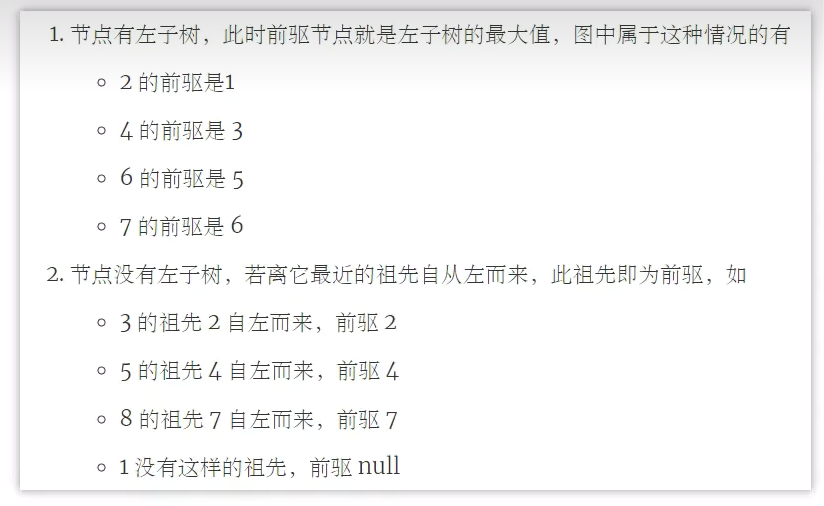 1. 节点有左子树，此时前驱节点就是左子树的最大值，图中属于这种情况的有
○ 2 的前驱是1
○ 4 的前驱是 3
○ 6 的前驱是 5
○ 7 的前驱是 6
2. 节点没有左子树，若离它最近的祖先自从左而来，此祖先即为前驱，如
○ 3 的祖先 2 自左而来，前驱 2
○ 5 的祖先 4 自左而来，前驱 4
○ 8 的祖先 7 自左而来，前驱 7
○ 1 没有这样的祖先，前驱 null